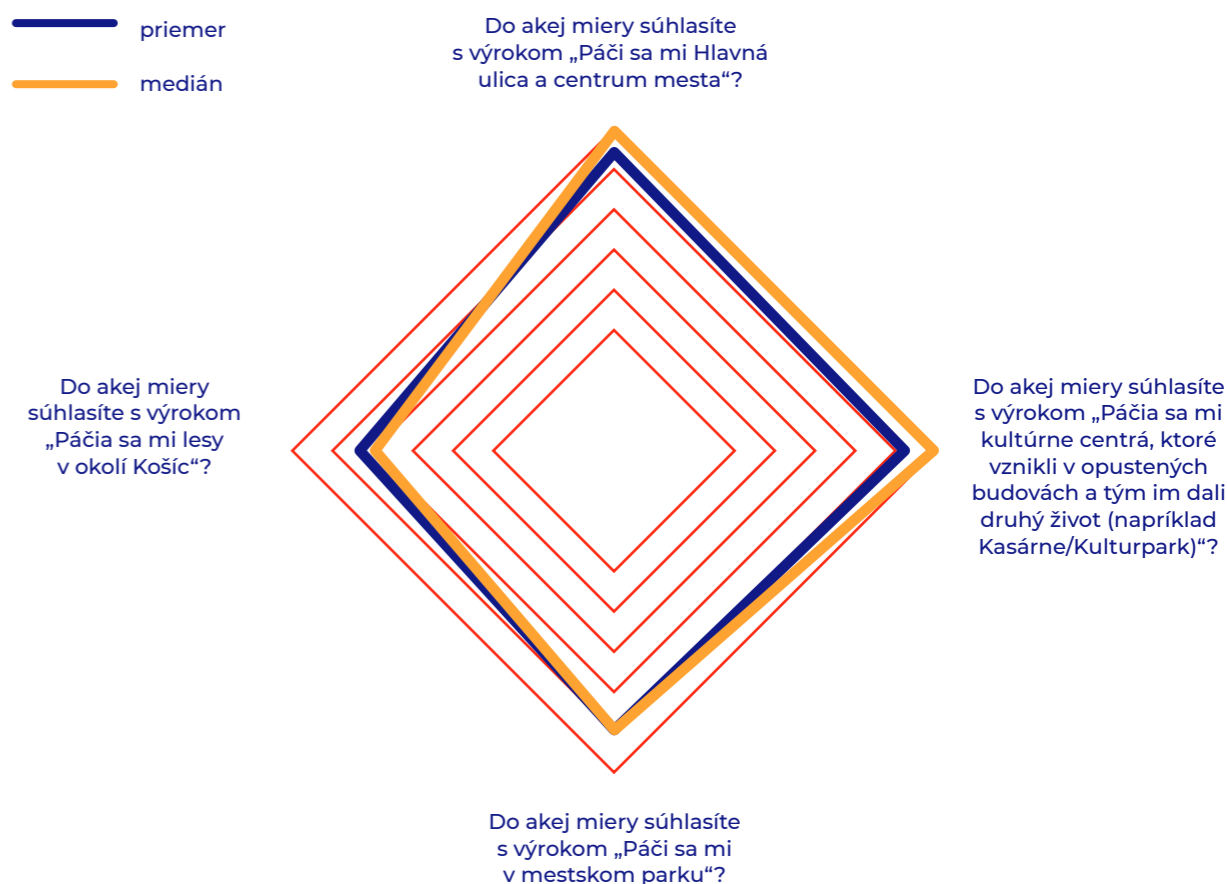 priemer
medián
Do akej miery súhlasíte
s výrokom „Páči sa mi Hlavná
ulica a centrum mesta“?
Do akej miery
súhlasíte s výrokom
„Páčia sa mi lesy
v okolí Košíc“?
Do akej miery súhlasíte
s výrokom „Páčia sa mi
kultúrne centrá, ktoré
vznikli v opustených
budovách a tým im dali
druhý život (napríklad
Kasárne/Kulturpark)“?
Do akej miery súhlasíte
s výrokom „Páči sa mi
v mestskom parku“?